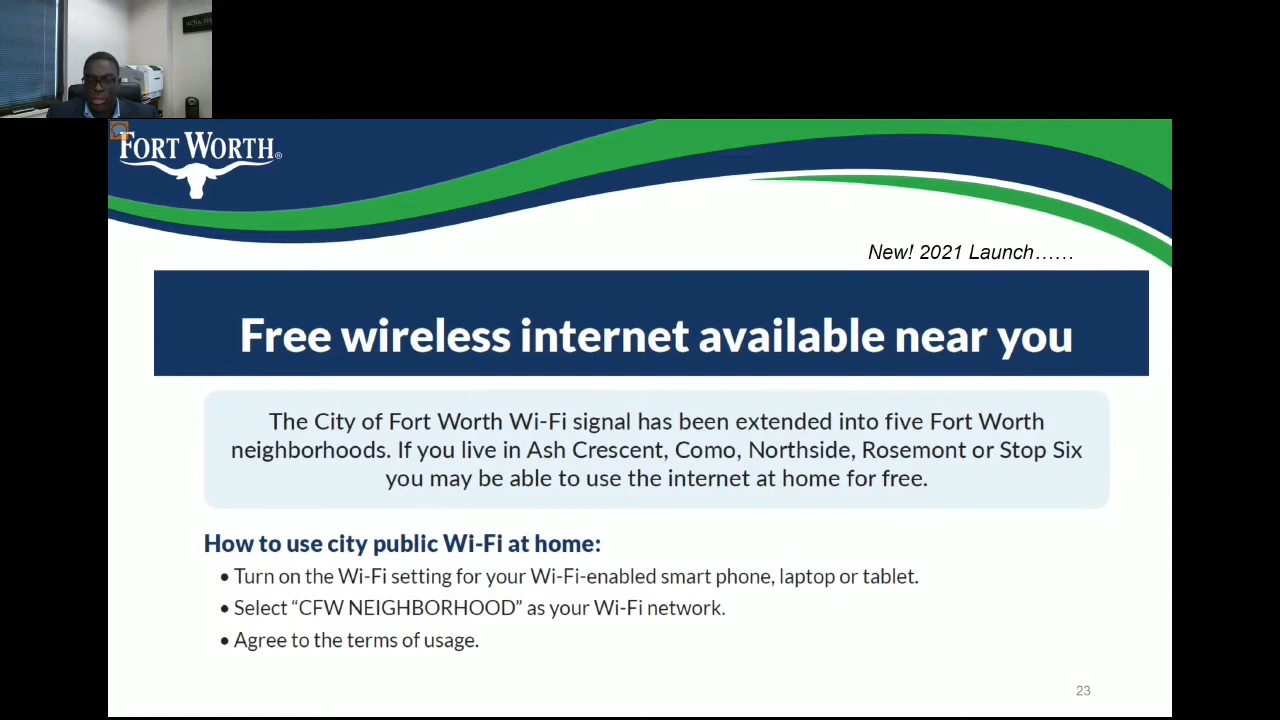 FORT WORTH®
New! 2021 Launch……
Free wireless internet available near you
The City of Fort Worth Wi-Fi signal has been extended into five Fort Worth
neighborhoods. If you live in Ash Crescent, Como, Northside, Rosemont or Stop Six
you may be able to use the internet at home for free.
How to use city public Wi-Fi at home:
• Turn on the Wi-Fi setting for your Wi-Fi-enabled smart phone, laptop or tablet.
• Select “CFW NEIGHBORHOOD” as your Wi-Fi network.
• Agree to the terms of usage.
23